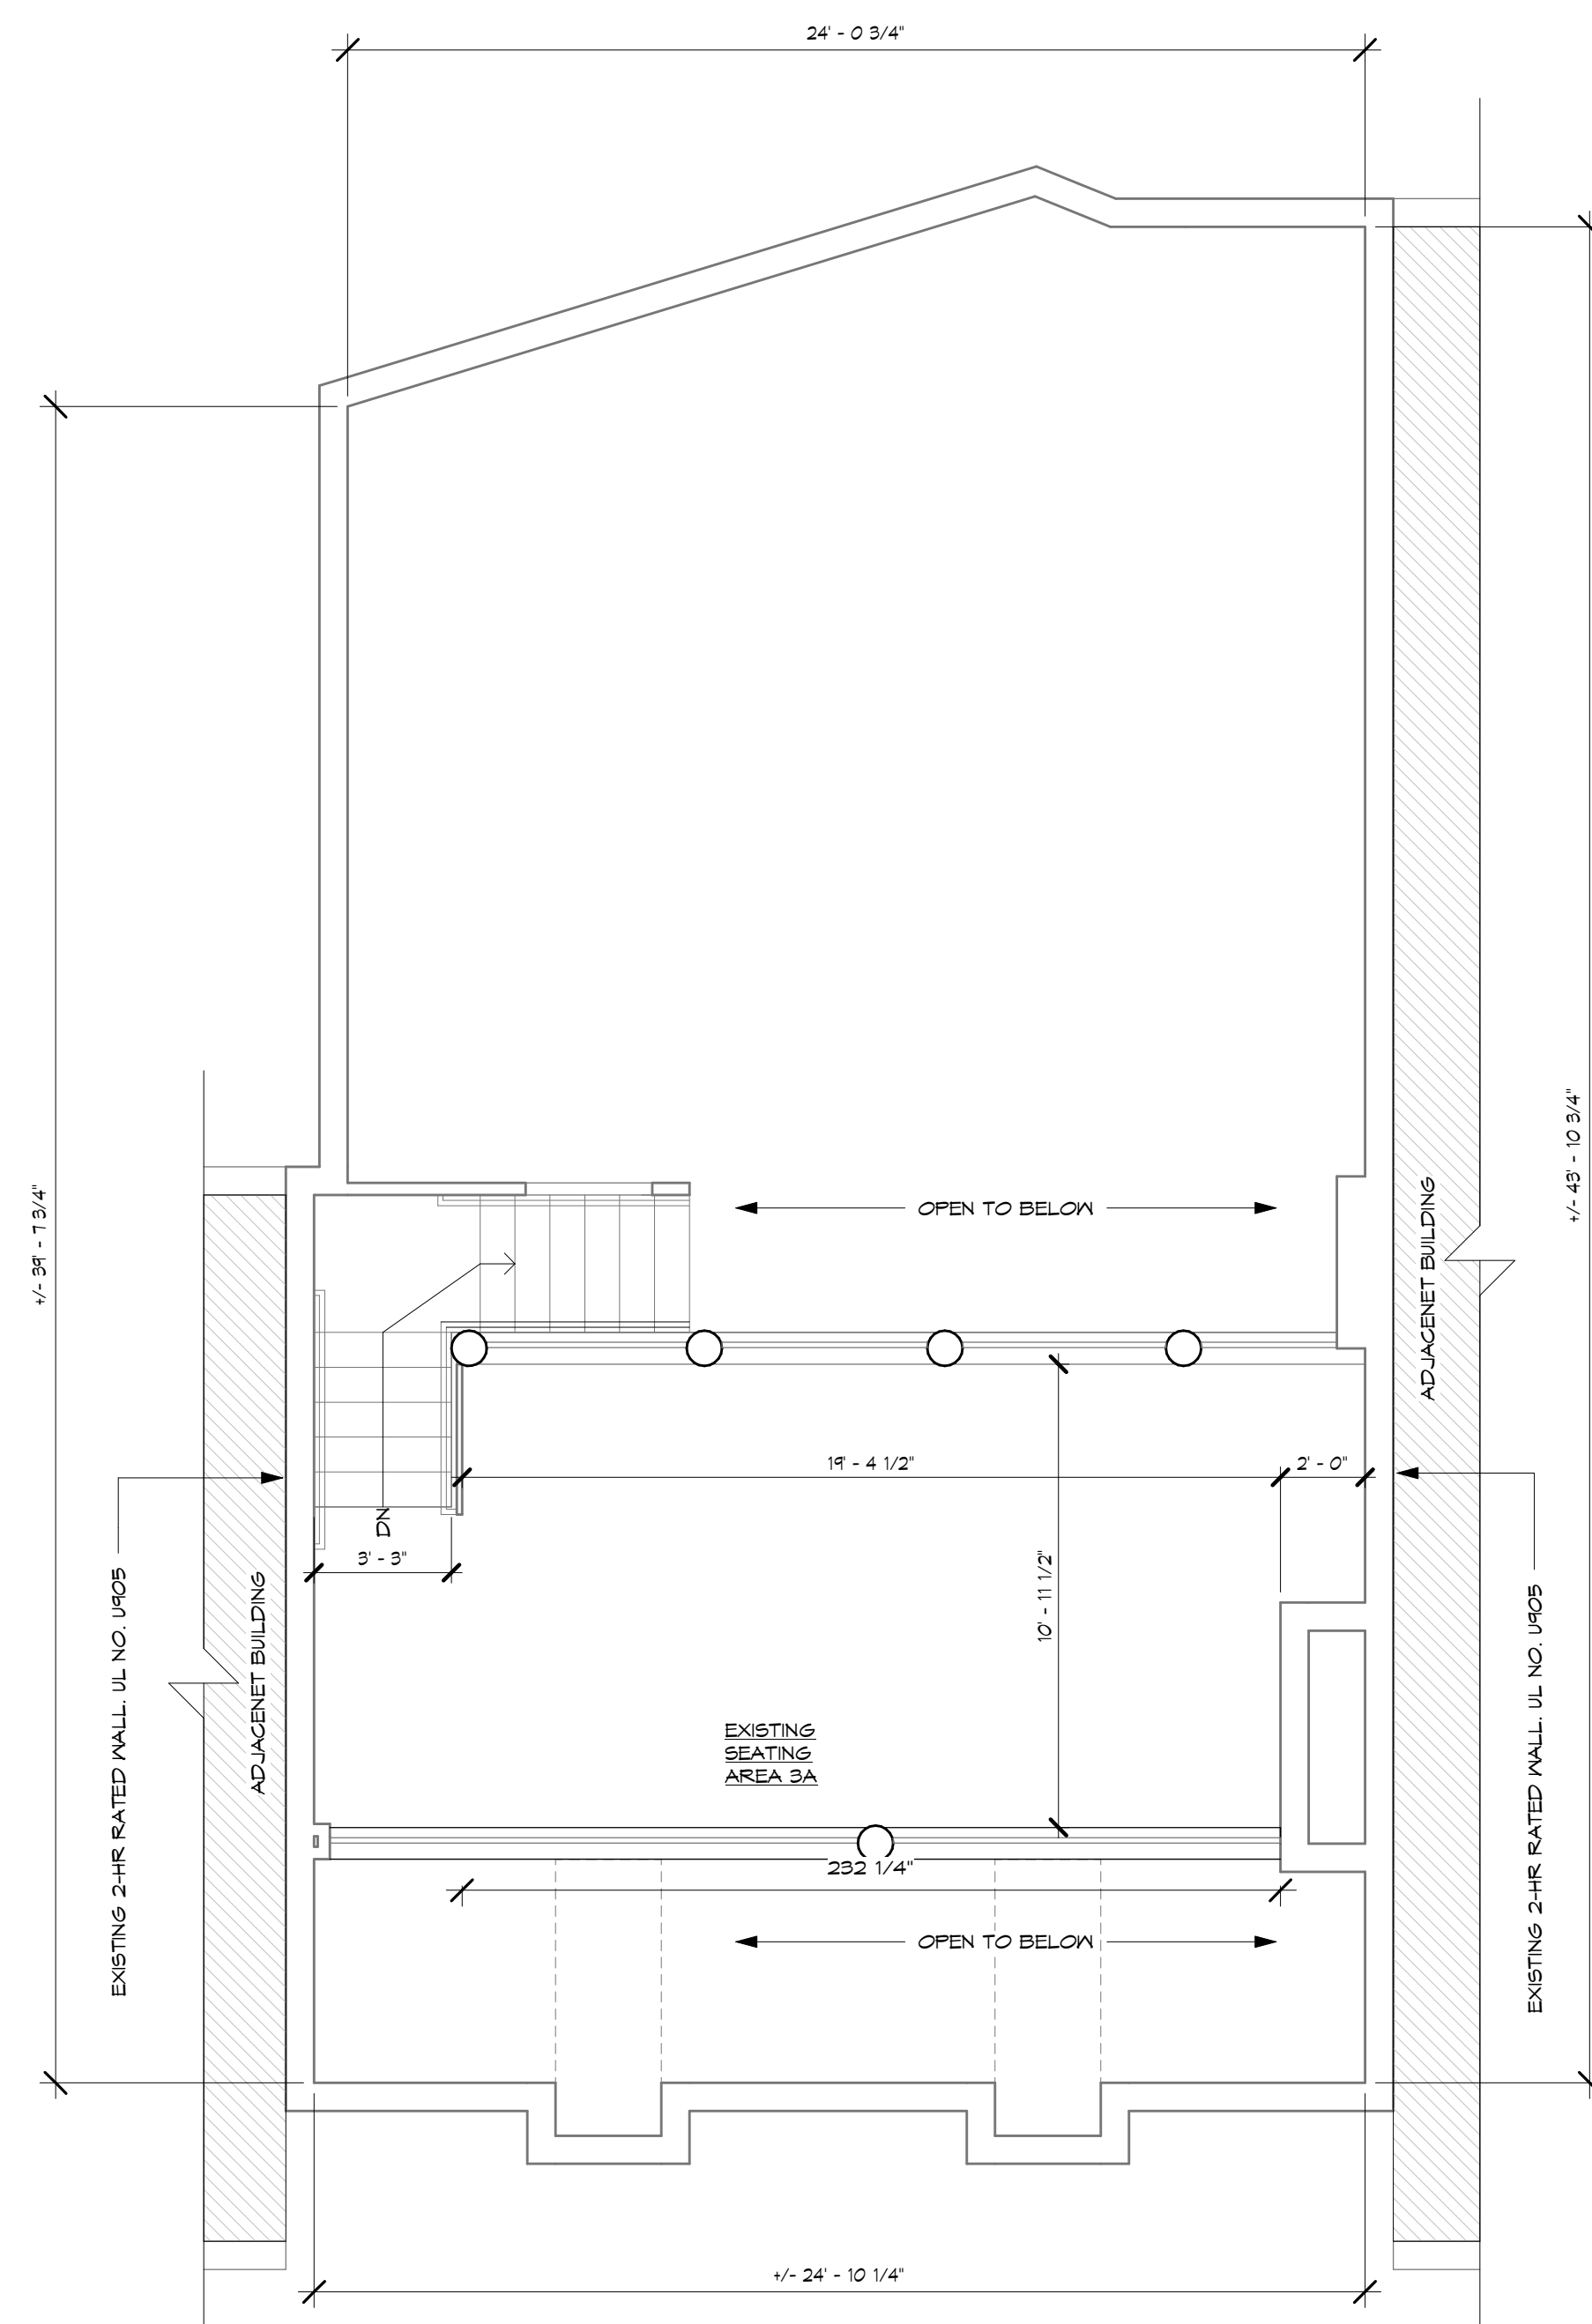 24' - 0 3/4"
+/- 39' - 7 3/4"
+/- 43' - 10 3/4"
OPEN TO BELOW
ADJACENET BUILDING
19' - 4 1/2"
2' - 0"
DN
3' - 3"
10' - 11 1/2"
EXISTING 2-HR RATED WALL. UL NO. U905
ADJACENET BUILDING
EXISTING 2-HR RATED WALL. UL NO. U905
EXISTING
SEATING
AREA 3A
232 1/4"
OPEN TO BELOW
+/- 24' - 10 1/4"